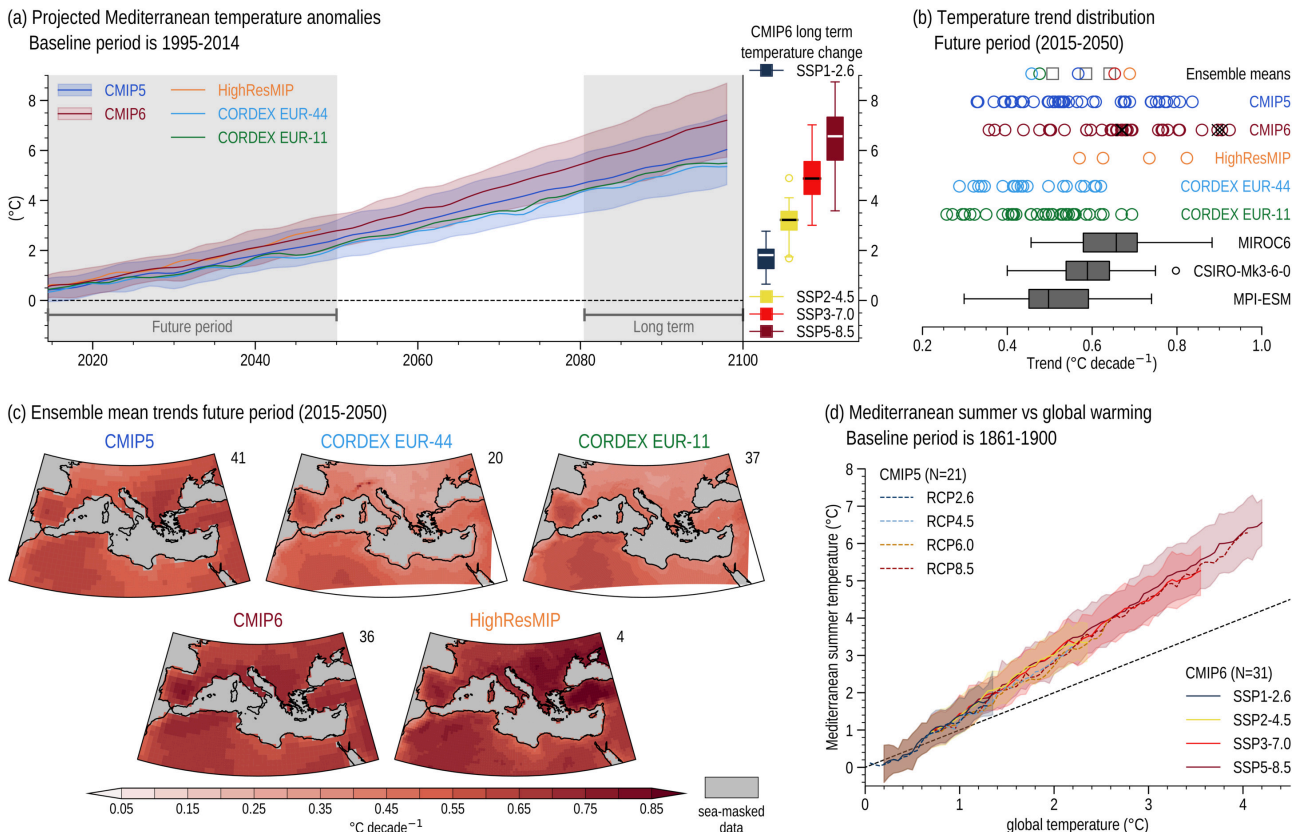 (a) Projected Mediterranean temperature anomalies
Baseline period is 1995-2014
CMIP6 long term
temperature change
SSP1-2.6
CMIP5
CMIP6
HighResMIP
CORDEX EUR-44
CORDEX EUR-11
(°C)
8
6
4
2
0
8
6
4
2
0
SSP2-4.5
SSP3-7.0
SSP5-8.5
Future period
Long term
2020
2040
2060
2080
2100
(b) Temperature trend distribution
Future period (2015-2050)
Ensemble means
CMIP5
CMIP6
HighResMIP
CORDEX EUR-44
CORDEX EUR-11
MIROC6
CSIRO-Mk3-6-0
MPI-ESM
0.2
0.4
0.6
0.8
1.0
Trend (°C decade⁻¹)
(c) Ensemble mean trends future period (2015-2050)
CMIP5
41
CORDEX EUR-44
20
CORDEX EUR-11
37
CMIP6
36
HighResMIP
4
0.05
0.15
0.25
0.35
0.45
0.55
0.65
0.75
0.85
°C decade⁻¹
sea-masked
data
(d) Mediterranean summer vs global warming
Baseline period is 1861-1900
Mediterranean summer temperature (°C)
8
7
6
5
4
3
2
1
0
CMIP5 (N=21)
RCP2.6
RCP4.5
RCP6.0
RCP8.5
CMIP6 (N=31)
SSP1-2.6
SSP2-4.5
SSP3-7.0
SSP5-8.5
0
1
2
3
4
global temperature (°C)